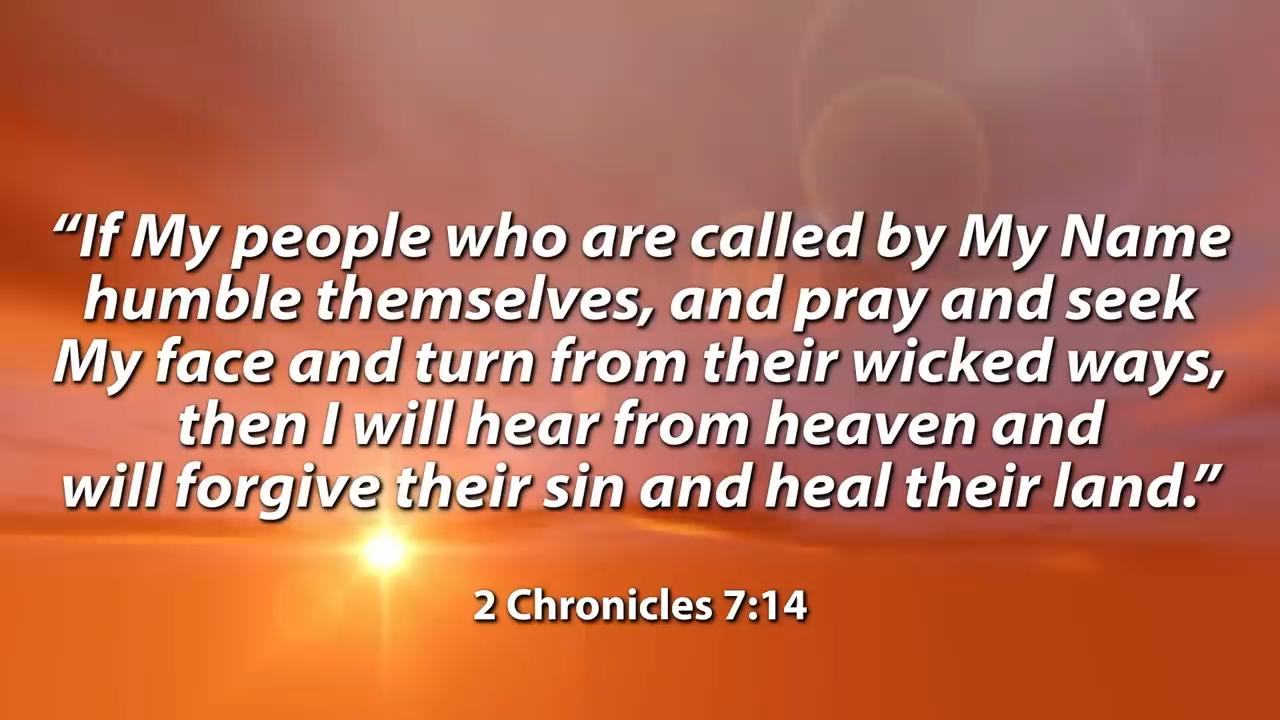 “If My people who are called by My Name
humble themselves, and pray and seek
My face and turn from their wicked ways,
then I will hear from heaven and
will forgive their sin and heal their land.”
2 Chronicles 7:14